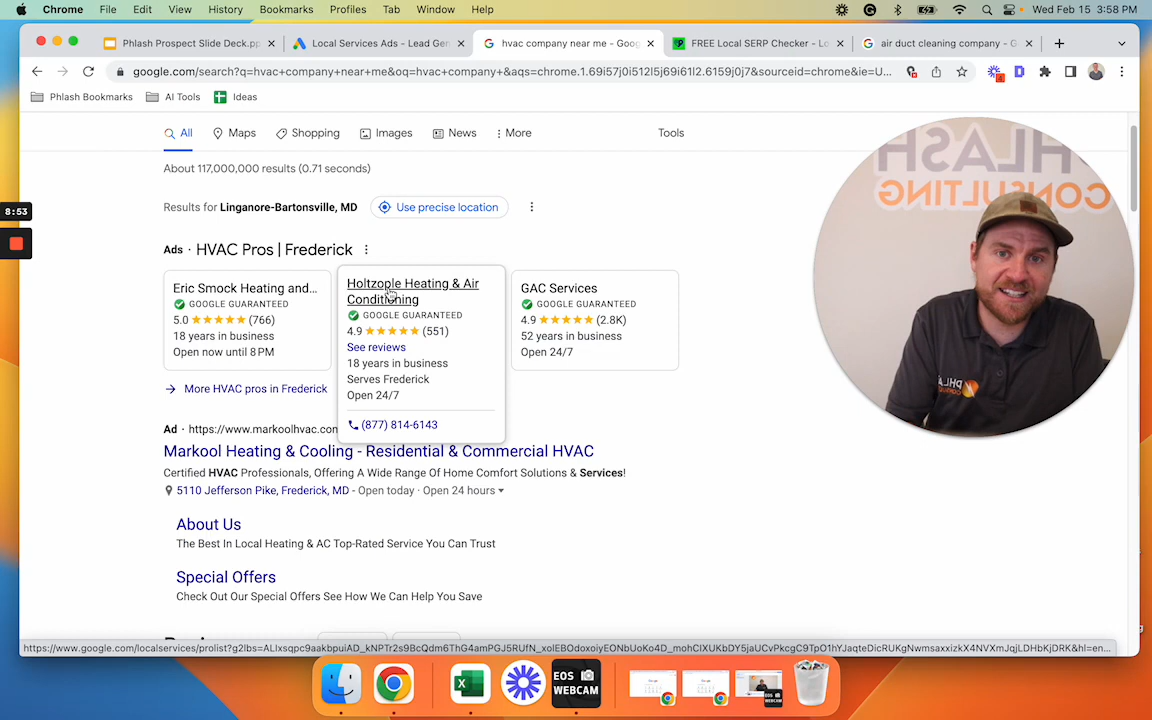 Chrome File Edit View History Bookmarks Profiles Tab Window Help Wed Feb 15 3:58 PM
Phlash Prospect Slide Deck.pp
Local Services Ads - Lead Gen
hvac company near me - Goog
FREE Local SERP Checker - Lo
air duct cleaning company - G
google.com/search?q=hvac+company+near+me&oq=hvac+company+&aqs=chrome.1.69i57j0i512l5j69i61l2.6159j0j7&sourceid=chrome&ie=U...
4
Phlash Bookmarks AI Tools Ideas
All Maps Shopping Images News More Tools
About 117,000,000 results (0.71 seconds)
PHLASH
CONSULTING
8:53
Results for Linganore-Bartonsville, MD Use precise location
Ads · HVAC Pros | Frederick
Eric Smock Heating and...
GOOGLE GUARANTEED
5.0 (766)
18 years in business
Open now until 8 PM
Holtzople Heating & Air
Conditioning
GOOGLE GUARANTEED
4.9 (551)
See reviews
18 years in business
Serves Frederick
Open 24/7
(877) 814-6143
GAC Services
GOOGLE GUARANTEED
4.9 (2.8K)
52 years in business
Open 24/7
More HVAC pros in Frederick
Ad · https://www.markoolhvac.con
Markool Heating & Cooling - Residential & Commercial HVAC
Certified HVAC Professionals, Offering A Wide Range Of Home Comfort Solutions & Services!
5110 Jefferson Pike, Frederick, MD - Open today · Open 24 hours
About Us
The Best In Local Heating & AC Top-Rated Service You Can Trust
Special Offers
Check Out Our Special Offers See How We Can Help You Save
EOS
WEBCAM